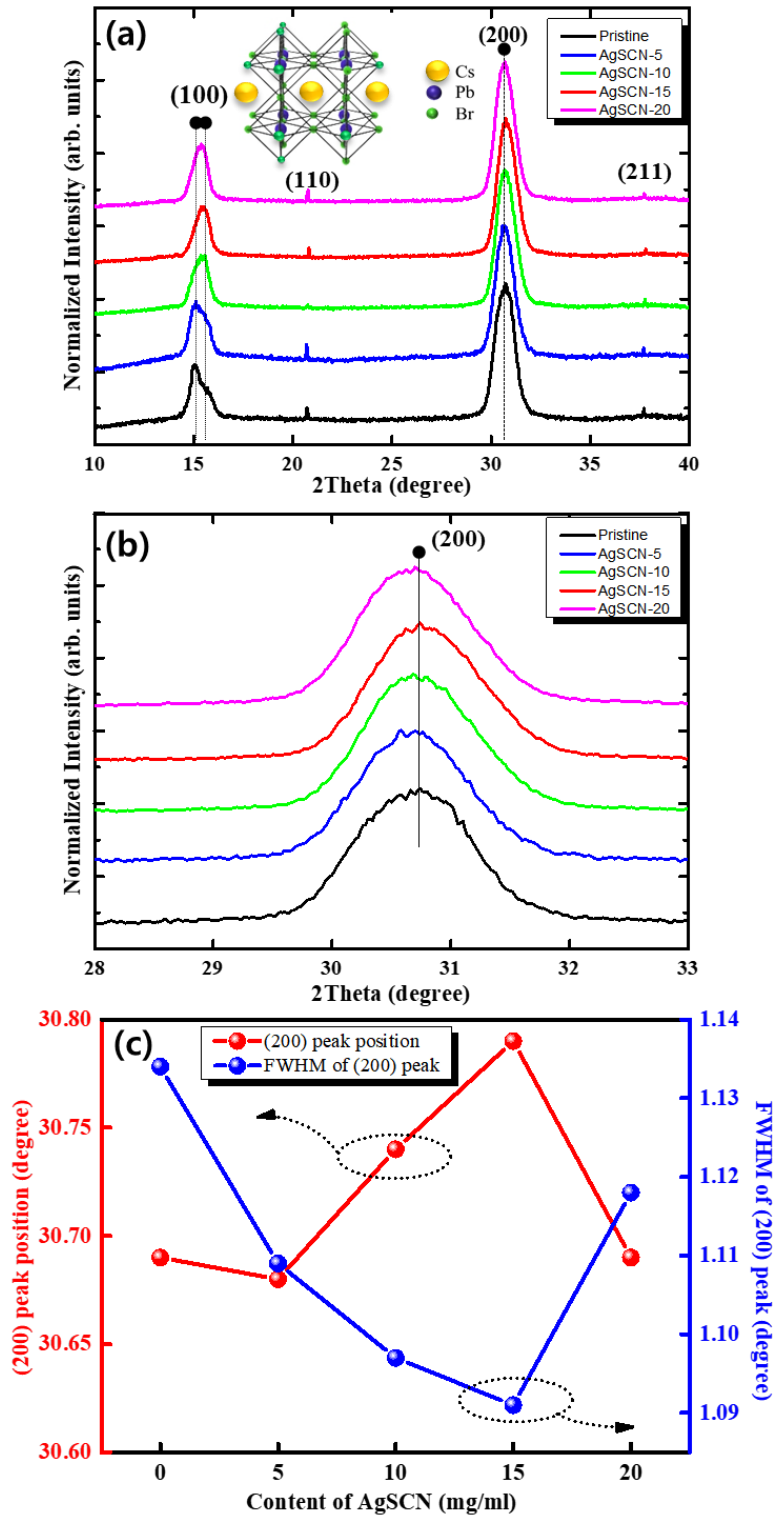 (a)
(200)
Pristine
AgSCN-5
AgSCN-10
AgSCN-15
AgSCN-20
Cs
Pb
Br
(100)
(110)
(211)
Normalized Intensity (arb. units)
10 15 20 25 30 35 40
2Theta (degree)
(b)
(200)
Pristine
AgSCN-5
AgSCN-10
AgSCN-15
AgSCN-20
Normalized Intensity (arb. units)
28 29 30 31 32 33
2Theta (degree)
(c)
(200) peak position
FWHM of (200) peak
30.80
30.75
30.70
30.65
30.60
(200) peak position (degree)
1.14
1.13
1.12
1.11
1.10
1.09
FWHM of (200) peak (degree)
0 5 10 15 20
Content of AgSCN (mg/ml)